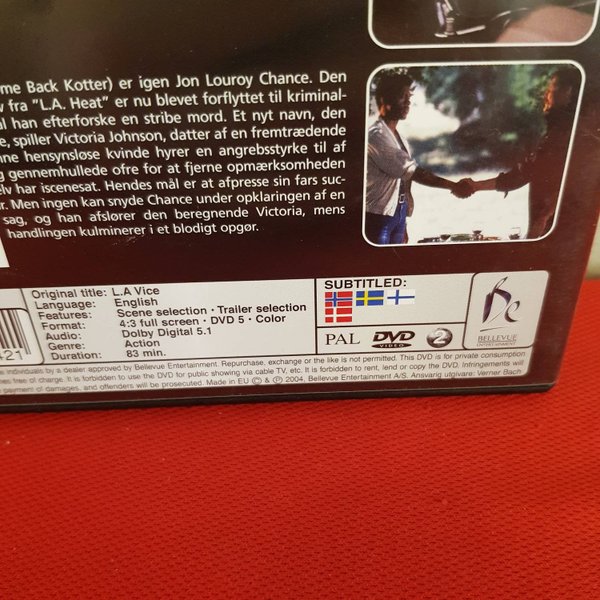 me Back Kotter) er igen Jon Louroy Chance. Den
fra "L.A. Heat" er nu blevet forflyttet til kriminal-
al han efterforske en stribe mord. Et nyt navn, den
e, spiller Victoria Johnson, datter af en fremtrædende
nne hensynsløse kvinde hyrer en angrebsstyrke til af
g gennemhullede ofre for at fjerne opmærksomheden
elv har iscenesat. Hendes mål er at afpresse sin fars suc-
r. Men ingen kan snyde Chance under opklaringen af en
sag, og han afslører den beregnende Victoria, mens
handlingen kulminerer i et blodigt opgør.
Original title: L.A Vice
Language: English
Features: Scene selection · Trailer selection
Format: 4:3 full screen · DVD 5 · Color
Audio: Dolby Digital 5.1
Genre: Action
Duration: 83 min.
421
SUBTITLED:
PAL DVD VIDEO 2
BELLEVUE
ENTERTAINMENT
individuals by a dealer approved by Bellevue Entertainment. Repurchase, exchange or the like is not permitted. This DVD is for private consumption
es free of charge. It is forbidden to use the DVD for public showing via cable TV, etc. It is forbidden to rent, lend or copy the DVD. Infringements will
payment of damages, and offenders will be prosecuted. Made in EU © & ℗ 2004. Bellevue Entertainment A/S. Ansvarig utgivare: Verner Bach